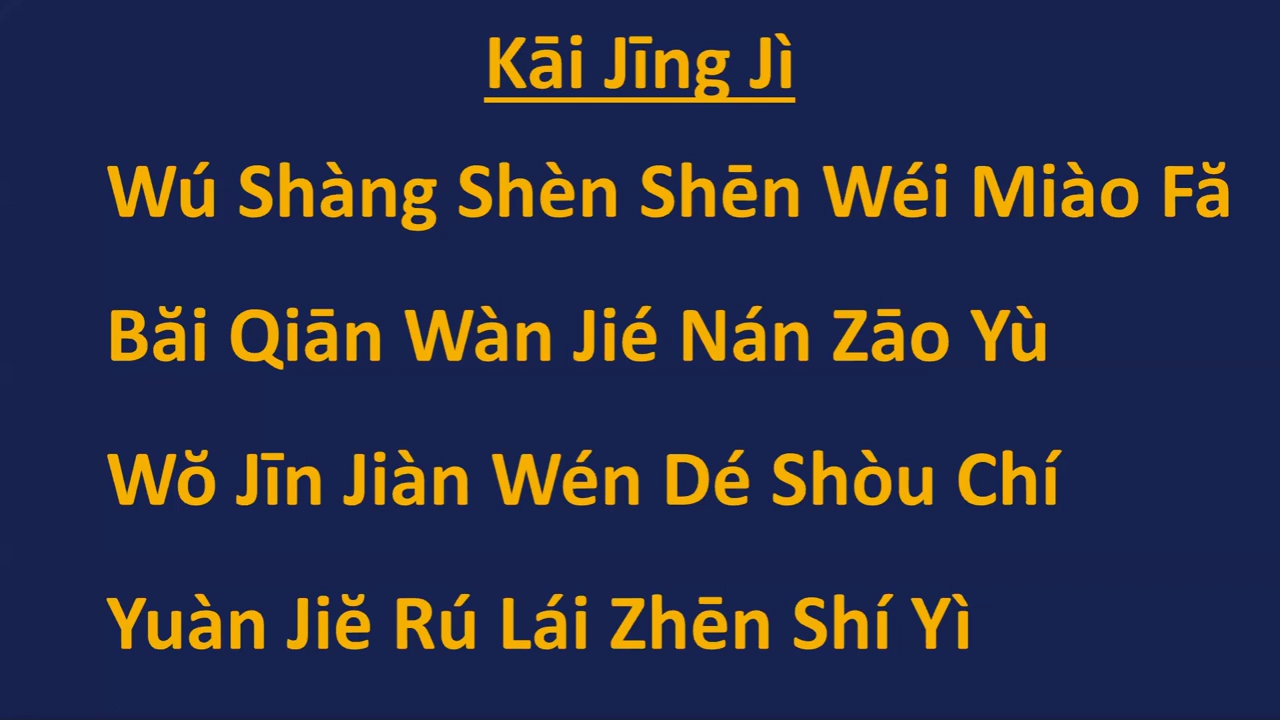 Kāi Jīng Jì
Wú Shàng Shèn Shēn Wéi Miào Fă
Băi Qiān Wàn Jié Nán Zāo Yù
Wŏ Jīn Jiàn Wén Dé Shòu Chí
Yuàn Jiĕ Rú Lái Zhēn Shí Yì